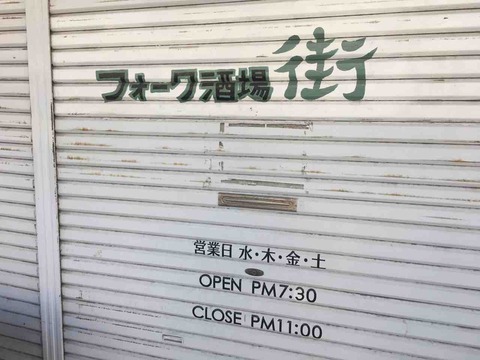 フォーク酒場 街
営業日 水・木・金・土
OPEN PM7:30
CLOSE PM11:00